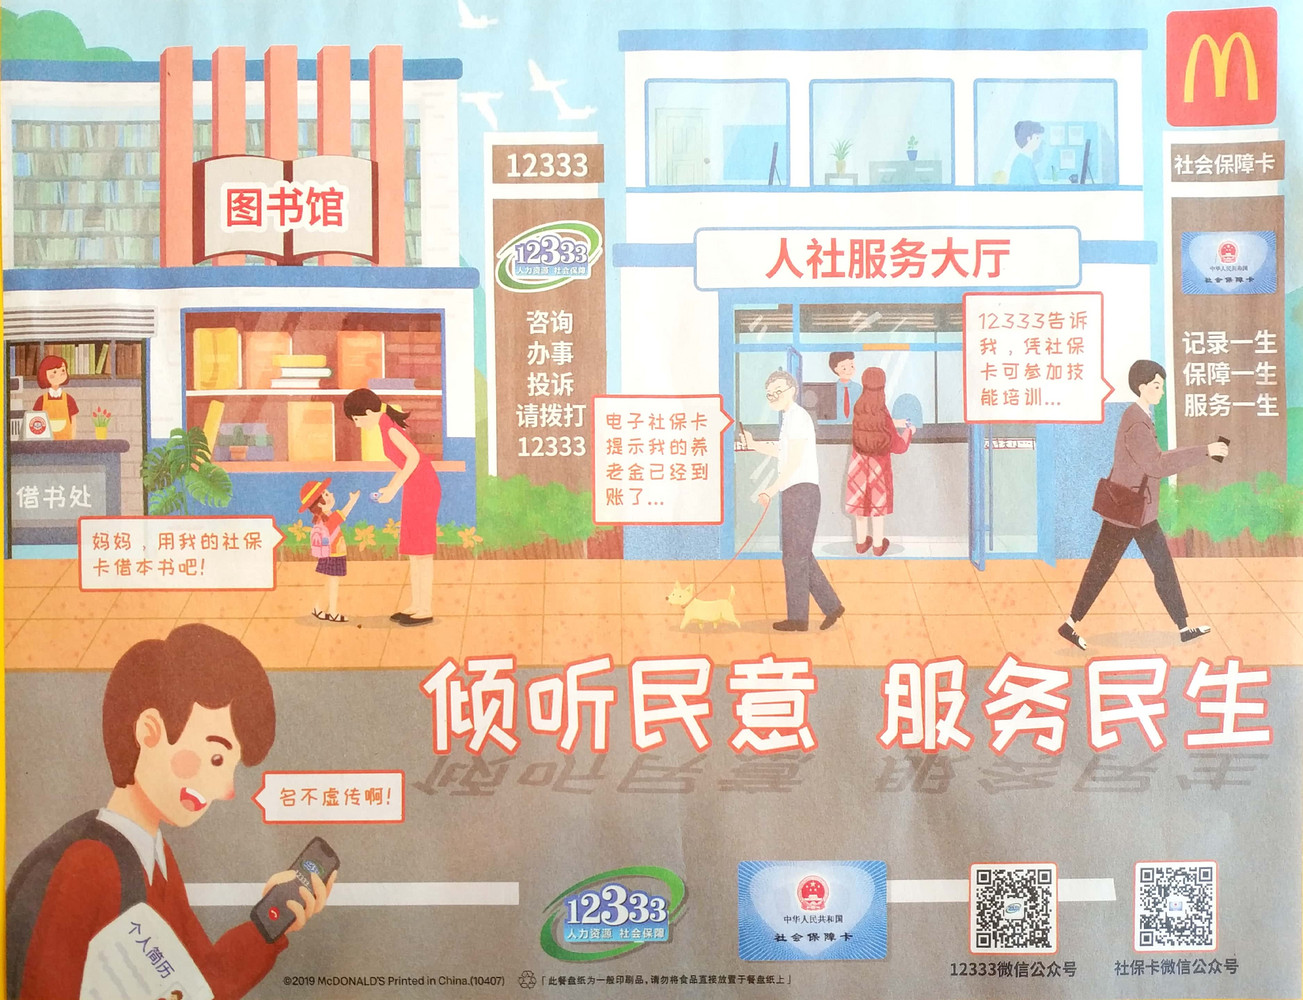 图书馆
借书处
妈妈，用我的社保
卡借本书吧！
12333
12333
人力资源 社会保障
咨询
办事
投诉
请拨打
12333
人社服务大厅
电子社保卡
提示我的养
老金已经到
账了...
12333告诉
我，凭社保
卡可参加技
能培训...
社会保障卡
中华人民共和国
社会保障卡
记录一生
保障一生
服务一生
倾听民意 服务民生
名不虚传啊！
个人简历
12333
人力资源 社会保障
中华人民共和国
社会保障卡
12333微信公众号
社保卡微信公众号
©2019 McDONALD'S Printed in China.(10407)
「此餐盘纸为一般印刷品，请勿将食品直接放置于餐盘纸上」